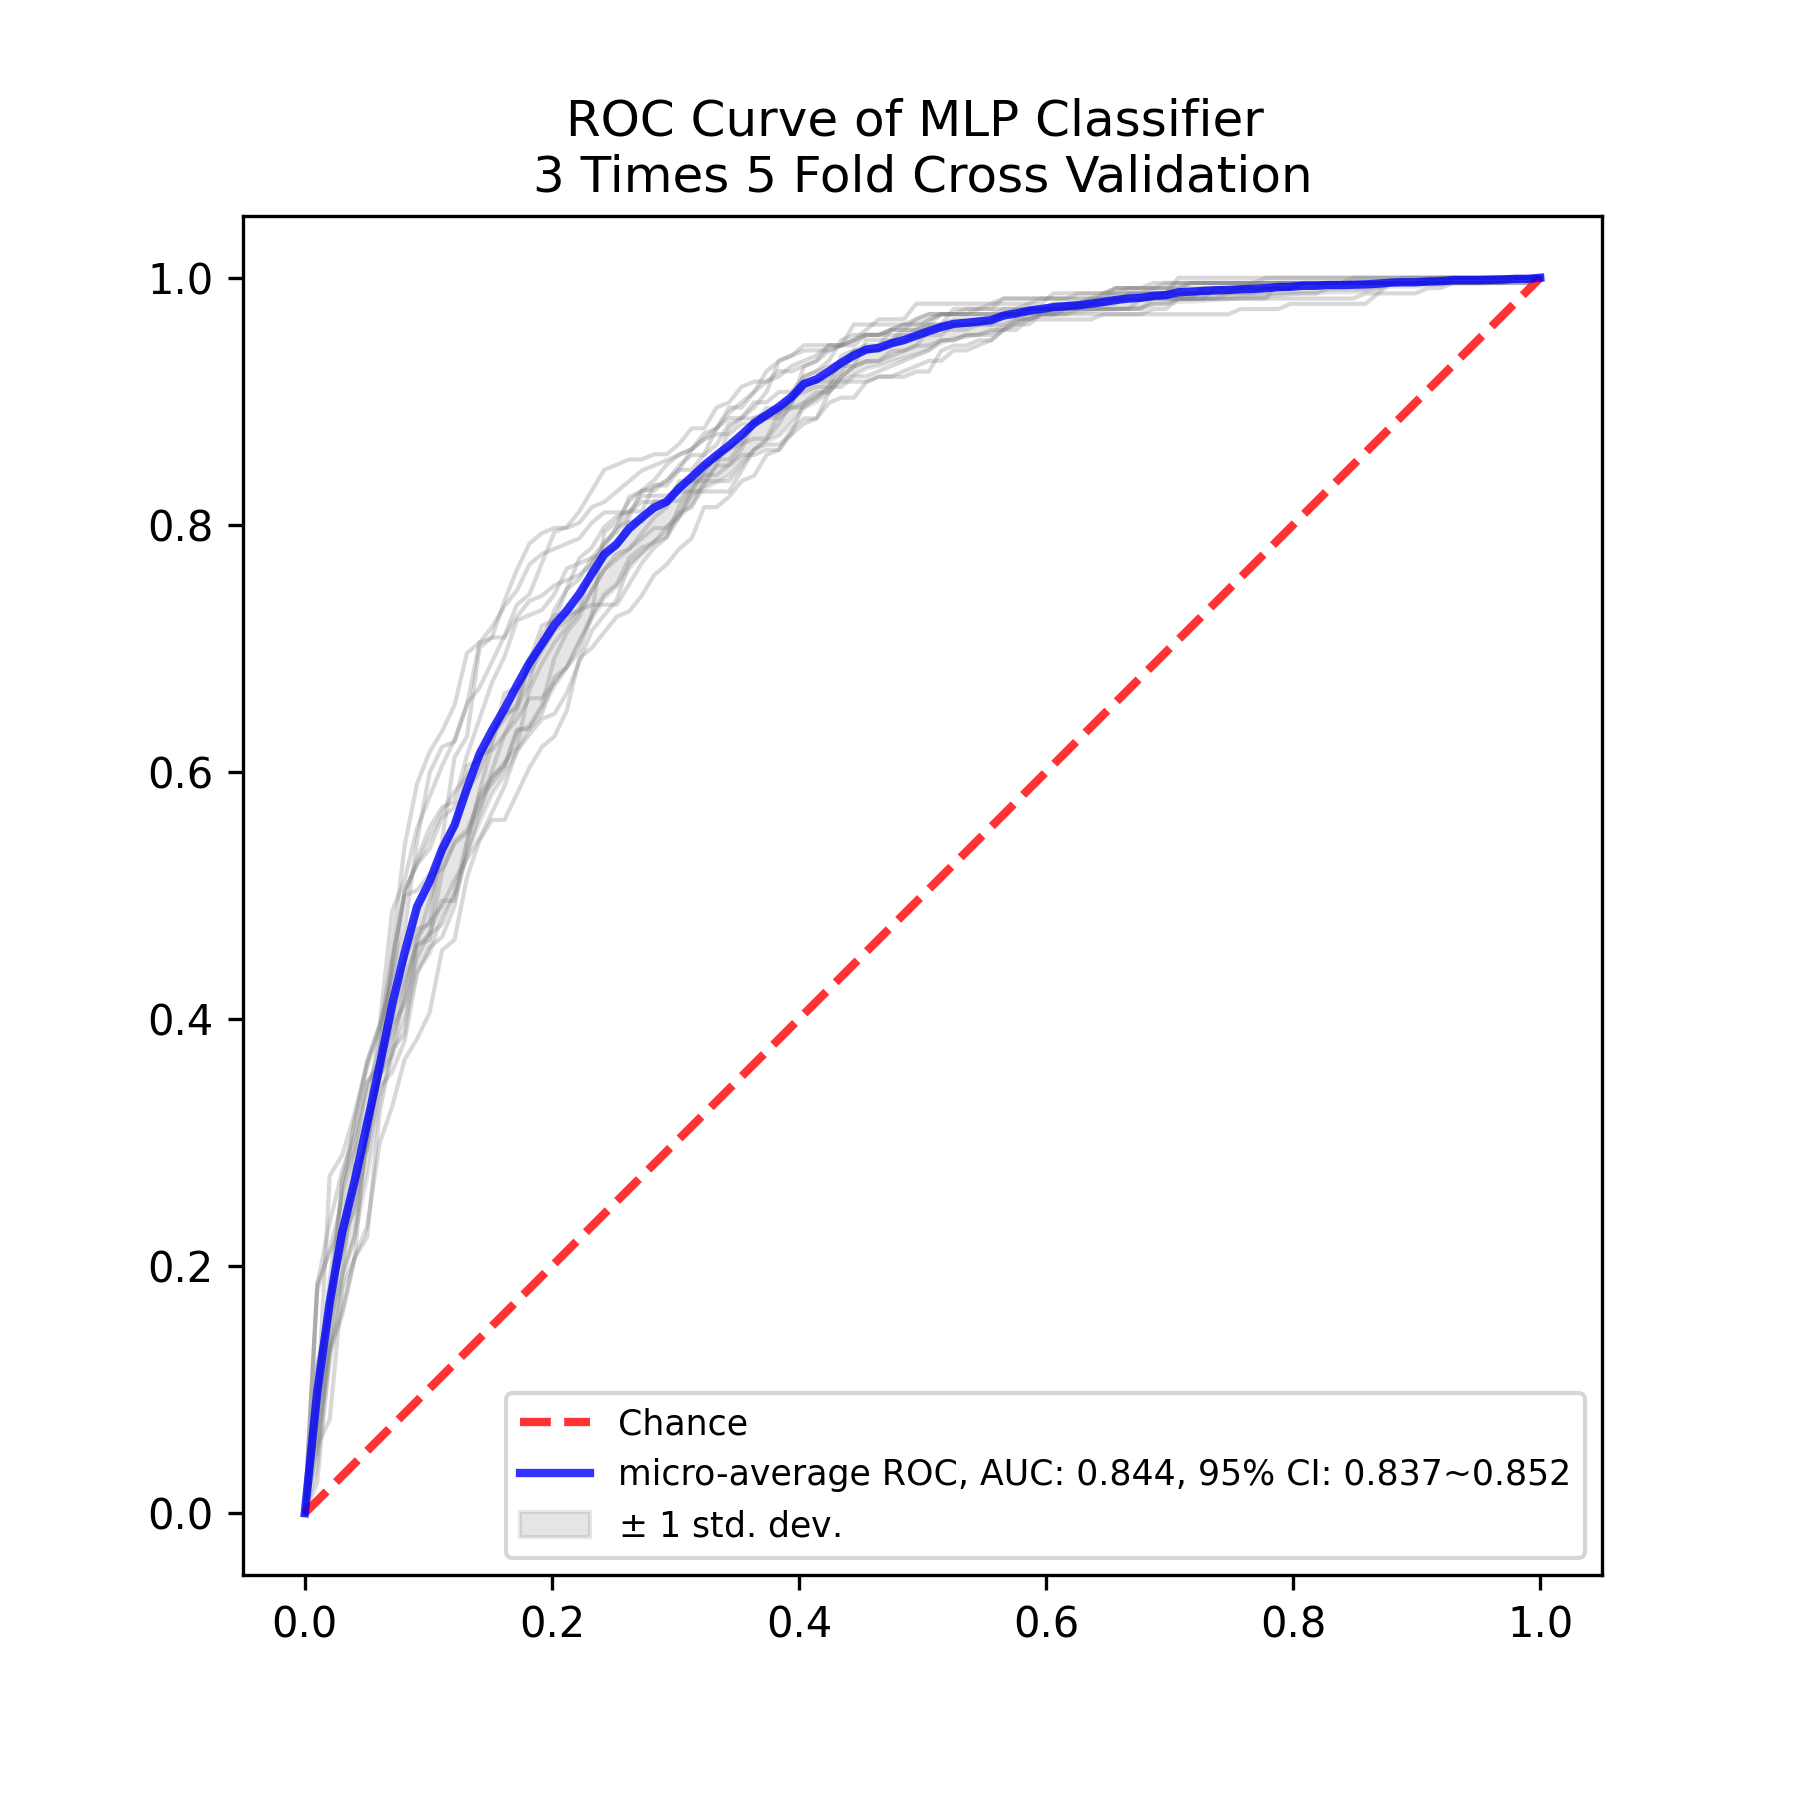 ROC Curve of MLP Classifier
3 Times 5 Fold Cross Validation
1.0
0.8
0.6
0.4
0.2
0.0
Chance
micro-average ROC, AUC: 0.844, 95% CI: 0.837~0.852
± 1 std. dev.
0.0 0.2 0.4 0.6 0.8 1.0